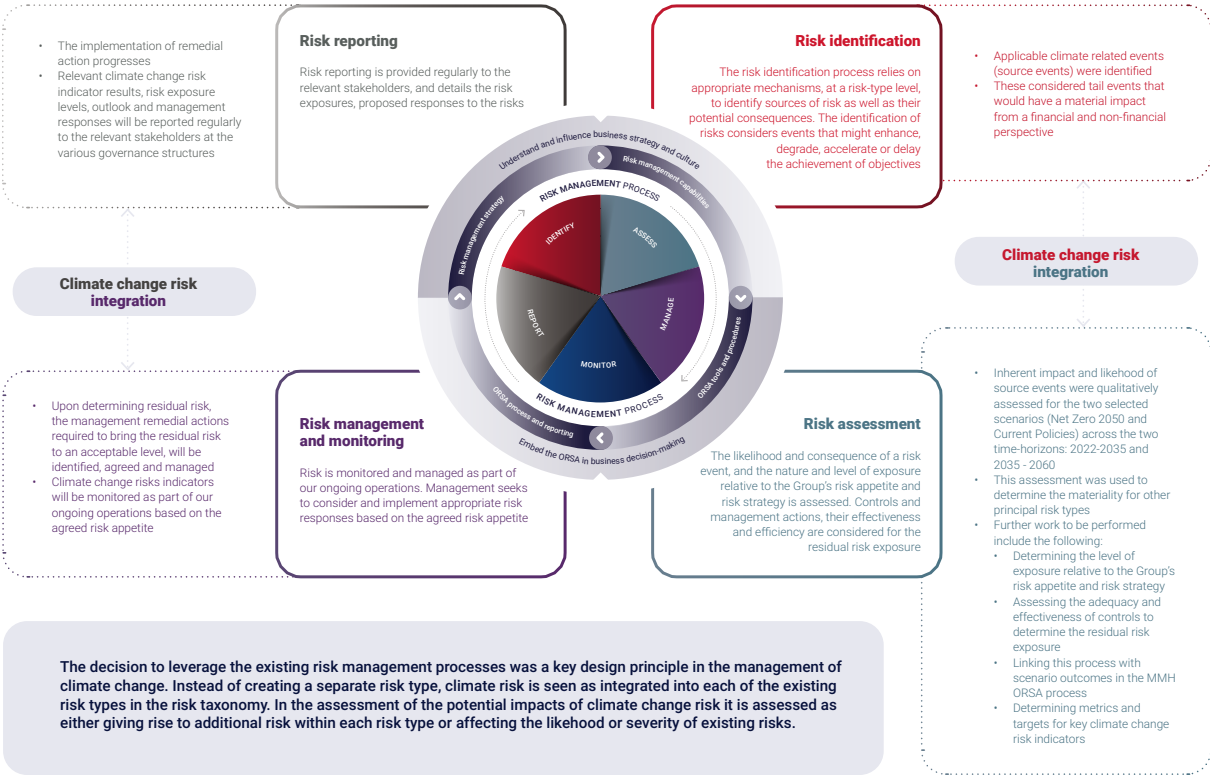 • The implementation of remedial
action progresses
• Relevant climate change risk
indicator results, risk exposure
levels, outlook and management
responses will be reported regularly
to the relevant stakeholders at the
various governance structures
Risk reporting
Risk reporting is provided regularly to the
relevant stakeholders, and details the risk
exposures, proposed responses to the risks
Risk identification
The risk identification process relies on
appropriate mechanisms, at a risk-type level,
to identify sources of risk as well as their
potential consequences. The identification of
risks considers events that might enhance,
degrade, accelerate or delay
the achievement of objectives
• Applicable climate related events
(source events) were identified
• These considered tail events that
would have a material impact
from a financial and non-financial
perspective
Climate change risk
integration
Understand and influence business strategy and culture
Risk management strategy
Risk management capabilities
RISK MANAGEMENT PROCESS
IDENTIFY
ASSESS
REPORT
MANAGE
MONITOR
RISK MANAGEMENT PROCESS
ORSA process and reporting
ORSA tools and procedures
Embed the ORSA in business decision-making
Climate change risk
integration
• Upon determining residual risk,
the management remedial actions
required to bring the residual risk
to an acceptable level, will be
identified, agreed and managed
• Climate change risks indicators
will be monitored as part of our
ongoing operations based on the
agreed risk appetite
Risk management
and monitoring
Risk is monitored and managed as part of
our ongoing operations. Management seeks
to consider and implement appropriate risk
responses based on the agreed risk appetite
Risk assessment
The likelihood and consequence of a risk
event, and the nature and level of exposure
relative to the Group's risk appetite and
risk strategy is assessed. Controls and
management actions, their effectiveness
and efficiency are considered for the
residual risk exposure
• Inherent impact and likehood of
source events were qualitatively
assessed for the two selected
scenarios (Net Zero 2050 and
Current Policies) across the two
time-horizons: 2022-2035 and
2035 - 2060
• This assessment was used to
determine the materiality for other
principal risk types
• Further work to be performed
include the following:
• Determining the level of
exposure relative to the Group's
risk appetite and risk strategy
• Assessing the adequacy and
effectiveness of controls to
determine the residual risk
exposure
• Linking this process with
scenario outcomes in the MMH
ORSA process
• Determining metrics and
targets for key climate change
risk indicators
The decision to leverage the existing risk management processes was a key design principle in the management of
climate change. Instead of creating a separate risk type, climate risk is seen as integrated into each of the existing
risk types in the risk taxonomy. In the assessment of the potential impacts of climate change risk it is assessed as
either giving rise to additional risk within each risk type or affecting the likehood or severity of existing risks.